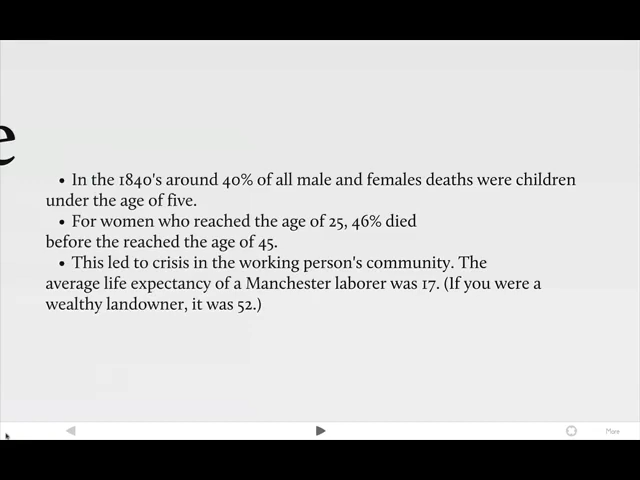 e
• In the 1840's around 40% of all male and females deaths were children
under the age of five.
• For women who reached the age of 25, 46% died
before the reached the age of 45.
• This led to crisis in the working person's community. The
average life expectancy of a Manchester laborer was 17. (If you were a
wealthy landowner, it was 52.)
More